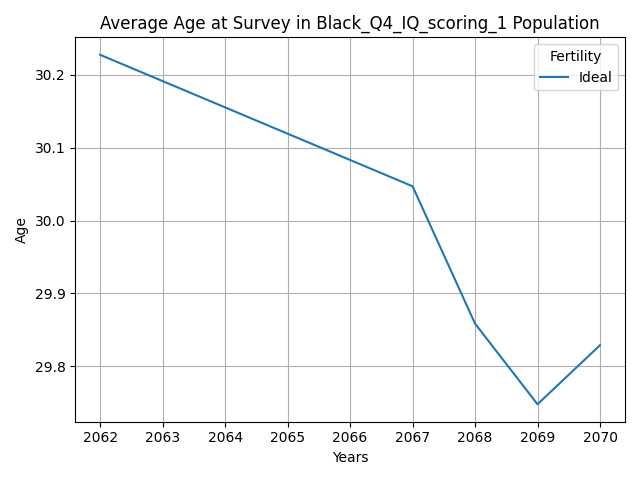 Average Age at Survey in Black_Q4_IQ_scoring_1 Population
Fertility
Ideal
30.2
30.1
30.0
29.9
29.8
Age
2062 2063 2064 2065 2066 2067 2068 2069 2070
Years